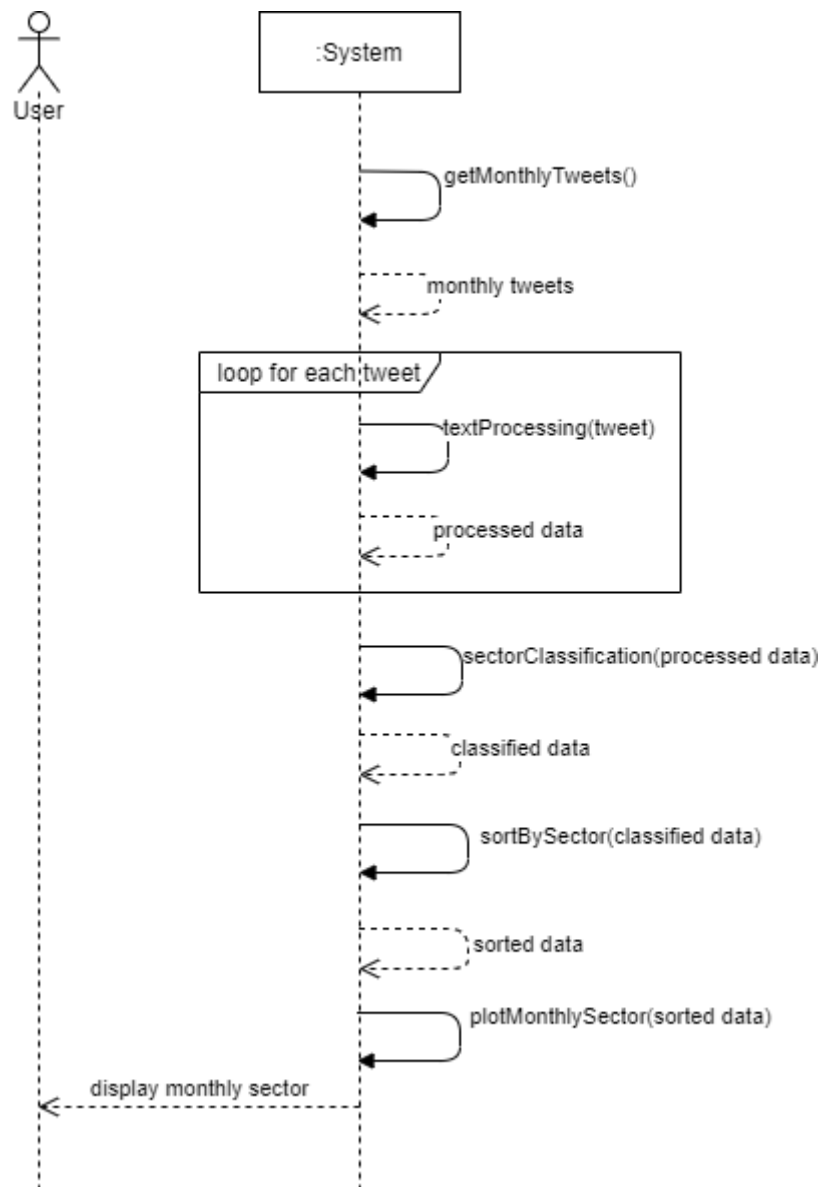 :System
User
getMonthlyTweets()
monthly tweets
loop for each tweet
textProcessing(tweet)
processed data
sectorClassification(processed data)
classified data
sortBySector(classified data)
sorted data
plotMonthlySector(sorted data)
display monthly sector